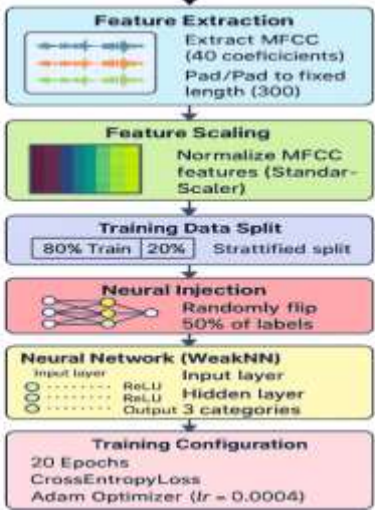 Feature Extraction
Extract MFCC
(40 coeficicients)
Pad/Pad to fixed
length (300)
Feature Scaling
Normalize MFCC
features (Standar-
Scaler)
Training Data Split
80% Train 20% Strattified split
Neural Injection
Randomly flip
50% of labels
Neural Network (WeakNN)
Input layer Input layer
ReLU Hidden layer
ReLU
Output 3 categories
Training Configuration
20 Epochs
CrossEntropyLoss
Adam Optimizer (lr = 0.0004)